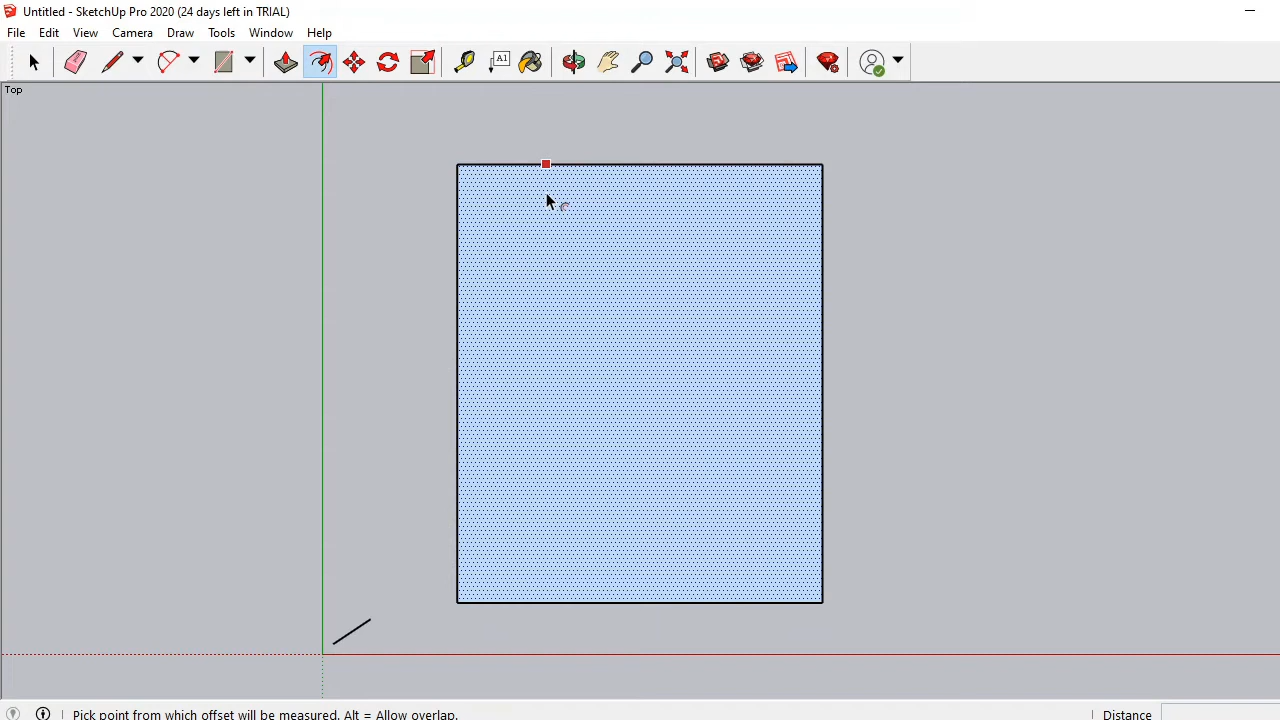 Untitled - SketchUp Pro 2020 (24 days left in TRIAL)
File Edit View Camera Draw Tools Window Help
A1
Top
Pick point from which offset will be measured. Alt = Allow overlap.
Distance